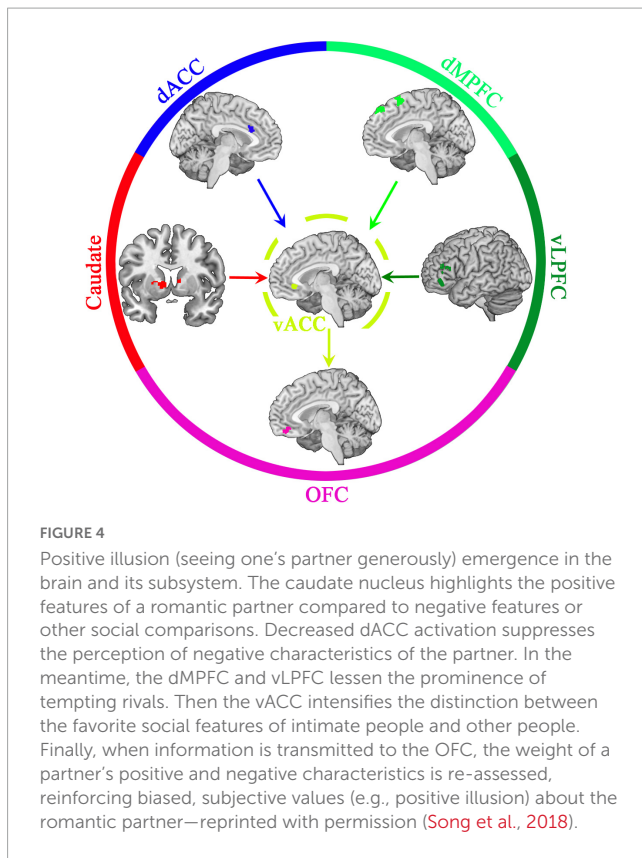 dACC
dMPFC
Caudate
vLPFC
vACC
OFC
FIGURE 4
Positive illusion (seeing one's partner generously) emergence in the
brain and its subsystem. The caudate nucleus highlights the positive
features of a romantic partner compared to negative features or
other social comparisons. Decreased dACC activation suppresses
the perception of negative characteristics of the partner. In the
meantime, the dMPFC and vLPFC lessen the prominence of
tempting rivals. Then the vACC intensifies the distinction between
the favorite social features of intimate people and other people.
Finally, when information is transmitted to the OFC, the weight of a
partner's positive and negative characteristics is re-assessed,
reinforcing biased, subjective values (e.g., positive illusion) about the
romantic partner—reprinted with permission (Song et al., 2018).